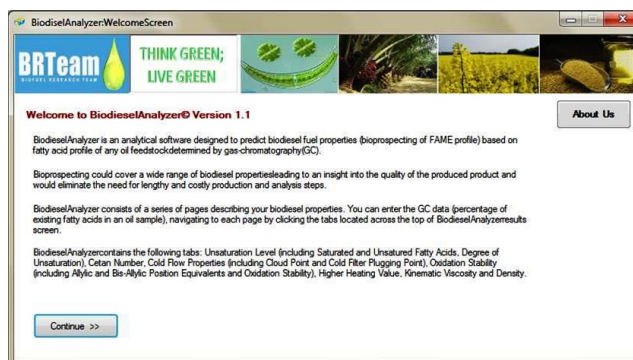 BiodiselAnalyzer:WelcomeScreen
BRTeam
BIOFUEL RESEARCH TEAM
THINK GREEN;
LIVE GREEN
Welcome to BiodieselAnalyzer© Version 1.1
About Us
BiodieselAnalyzer is an analytical software designed to predict biodiesel fuel properties (bioprospecting of FAME profile) based on
fatty acid profile of any oil feedstockdetermined by gas-chromatography(GC).
Bioprospecting could cover a wide range of biodiesel propertiesleading to an insight into the quality of the produced product and
would eliminate the need for lengthy and costly production and analysis steps.
BiodieselAnalyzer consists of a series of pages describing your biodiesel properties. You can enter the GC data (percentage of
existing fatty acids in an oil sample), navigating to each page by clicking the tabs located across the top of BiodieselAnalyzerresults
screen.
BiodieselAnalyzercontains the following tabs: Unsaturation Level (including Saturated and Unsatured Fatty Acids, Degree of
Unsaturation), Cetan Number, Cold Flow Properties (including Cloud Point and Cold Filter Plugging Point), Oxidation Stability
(including Allylic and Bis-Allylic Position Equivalents and Oxidation Stability), Higher Heating Value, Kinematic Viscosity and Density.
Continue >>